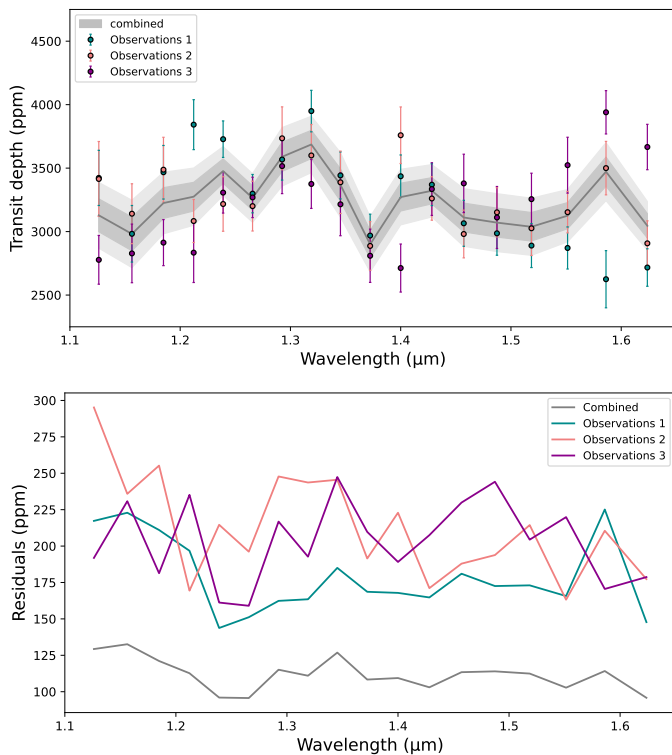 combined
Observations 1
Observations 2
Observations 3
4500
4000
3500
3000
2500
Transit depth (ppm)
1.1
1.2
1.3
1.4
1.5
1.6
Wavelength (μm)
300
275
250
225
200
175
150
125
100
Residuals (ppm)
Combined
Observations 1
Observations 2
Observations 3
1.1
1.2
1.3
1.4
1.5
1.6
Wavelength (μm)